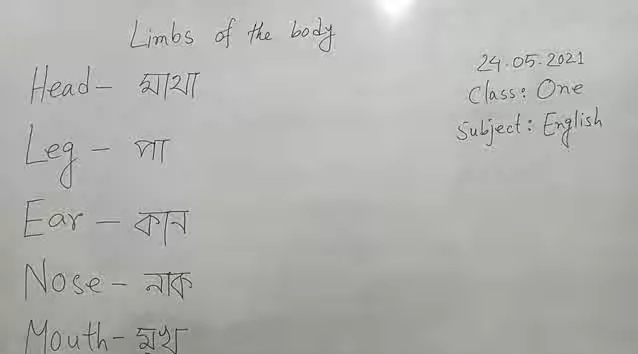 Limbs of the body
24.05.2021
Class: One
Subject: English
Head - মাথা
Leg - পা
Ear - কান
Nose - নাক
Mouth - মুখ